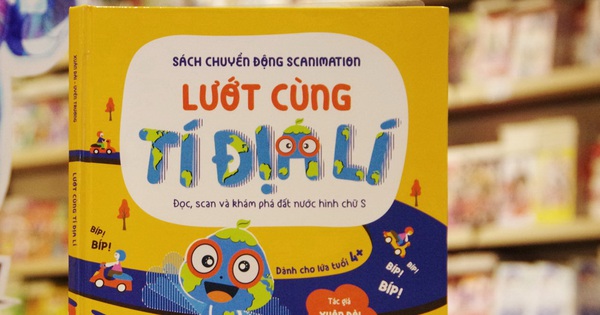 SÁCH CHUYỂN ĐỘNG SCANIMATION
LƯỚT CÙNG
TÍ ĐỊA LÍ
Đọc, scan và khám phá đất nước hình chữ S
Dành cho lứa tuổi 4+
BÍP!
BÍP!
BÍP!
BÍP!
BÍP!
Tác giả
LƯỚT CÙNG TÍ ĐỊA LÍ